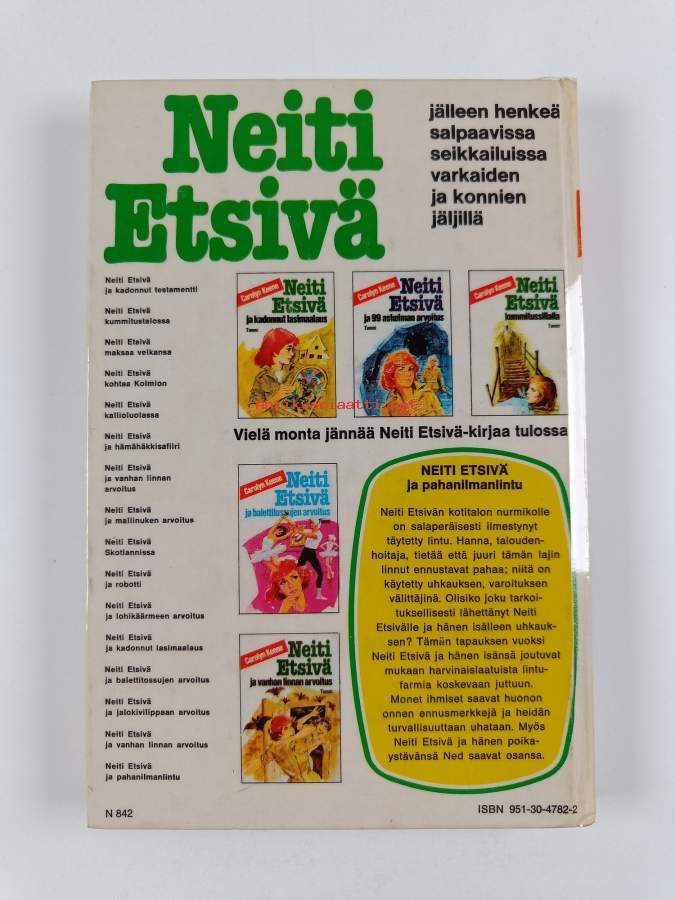 Neiti
Etsivä
jälleen henkeä
salpaavissa
seikkailuissa
varkaiden
ja konnien
jäljillä
Neiti Etsivä
ja kadonnut testamentti
Neiti Etsivä
kummitustalossa
Neiti Etsivä
maksaa velkansa
Neiti Etsivä
kohtaa Kolmion
Neiti Etsivä
kallioluolassa
Neiti Etsivä
ja hämähäkkisafiiri
Neiti Etsivä
ja vanhan linnan
arvoitus
Neiti Etsivä
ja mallinuken arvoitus
Neiti Etsivä
Skotlannissa
Neiti Etsivä
ja robotti
Neiti Etsivä
ja lohikäärmeen arvoitus
Neiti Etsivä
ja kadonnut lasimaalaus
Neiti Etsivä
ja balettitossujen arvoitus
Neiti Etsivä
ja jalokivilippaan arvoitus
Neiti Etsivä
ja vanhan linnan arvoitus
Neiti Etsivä
ja pahanilmanlintu
N 842
Carolyn Keene
Neiti
Etsivä
ja kadonnut lasimaalaus
Tammi
Carolyn Keene
Neiti
Etsivä
ja 99 askelman arvoitus
Tammi
Carolyn Keene
Neiti
Etsivä
kummitussillalla
Tammi
Antikvariaatti.net
Vielä monta jännää Neiti Etsivä-kirjaa tulossa
Carolyn Keene
Neiti
Etsivä
ja balettitossujen arvoitus
Tammi
Carolyn Keene
Neiti
Etsivä
ja vanhan linnan arvoitus
Tammi
NEITI ETSIVÄ
ja pahanilmanlintu
Neiti Etsivän kotitalon nurmikolle
on salaperäisesti ilmestynyt
täytetty lintu. Hanna, talouden-
hoitaja, tietää että juuri tämän lajin
linnut ennustavat pahaa; niitä on
käytetty uhkauksen, varoituksen
välittäjinä. Olisiko joku tarkoi-
tuksellisesti lähettänyt Neiti
Etsivälle ja hänen isälleen uhkauk-
sen? Tämän tapauksen vuoksi
Neiti Etsivä ja hänen isänsä joutuvat
mukaan harvinaislaatuista lintu-
farmia koskevaan juttuun.
Monet ihmiset saavat huonon
onnen ennusmerkkejä ja heidän
turvallisuuttaan uhataan. Myös
Neiti Etsivä ja hänen poika-
ystävänsä Ned saavat osansa.
ISBN 951-30-4782-2